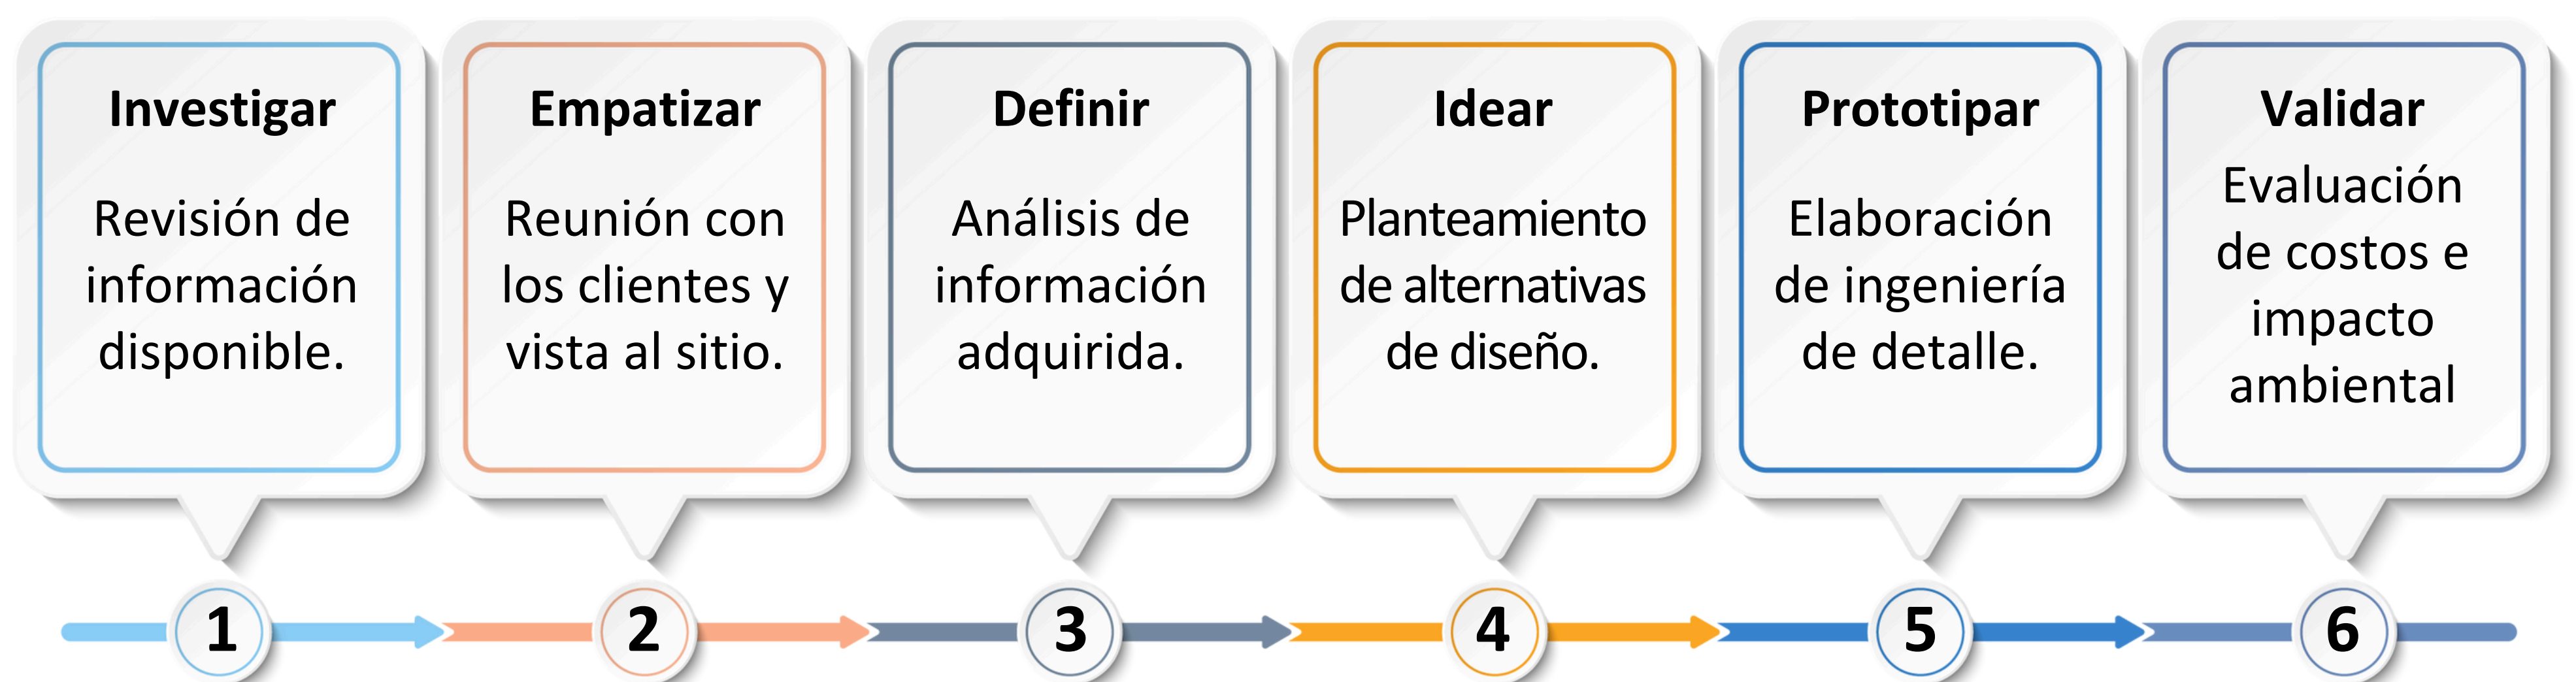 Investigar
Revisión de
información
disponible.
Empatizar
Reunión con
los clientes y
vista al sitio.
Definir
Análisis de
información
adquirida.
Idear
Planteamiento
de alternativas
de diseño.
Prototipar
Elaboración
de ingeniería
de detalle.
Validar
Evaluación
de costos e
impacto
ambiental
1
2
3
4
5
6